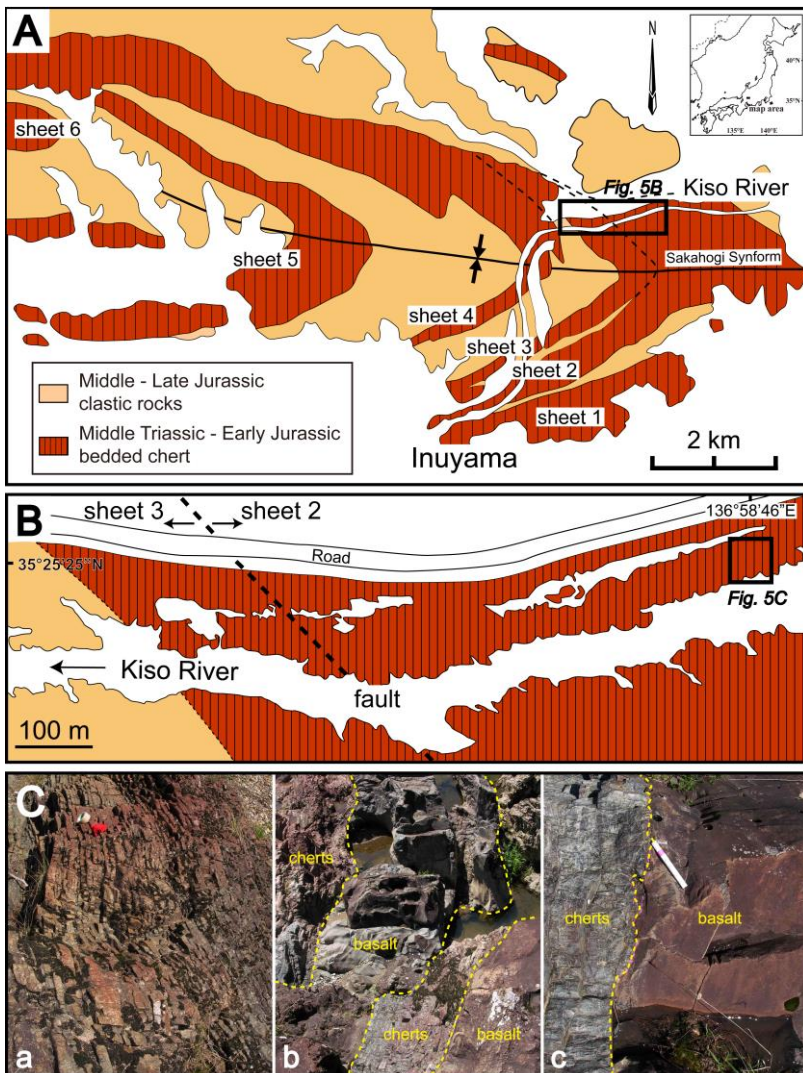 A
N
40°N
35°N
map area
135°E 140°E
sheet 6
Fig. 5B
Kiso River
Sakahogi Synform
sheet 5
sheet 4
sheet 3
sheet 2
sheet 1
Middle - Late Jurassic
clastic rocks
Middle Triassic - Early Jurassic
bedded chert
Inuyama
2 km
B
sheet 3
sheet 2
136°58'46"E
Road
35°25'25"N
Fig. 5C
Kiso River
fault
100 m
C
cherts
basalt
cherts
basalt
cherts
basalt
a
b
c